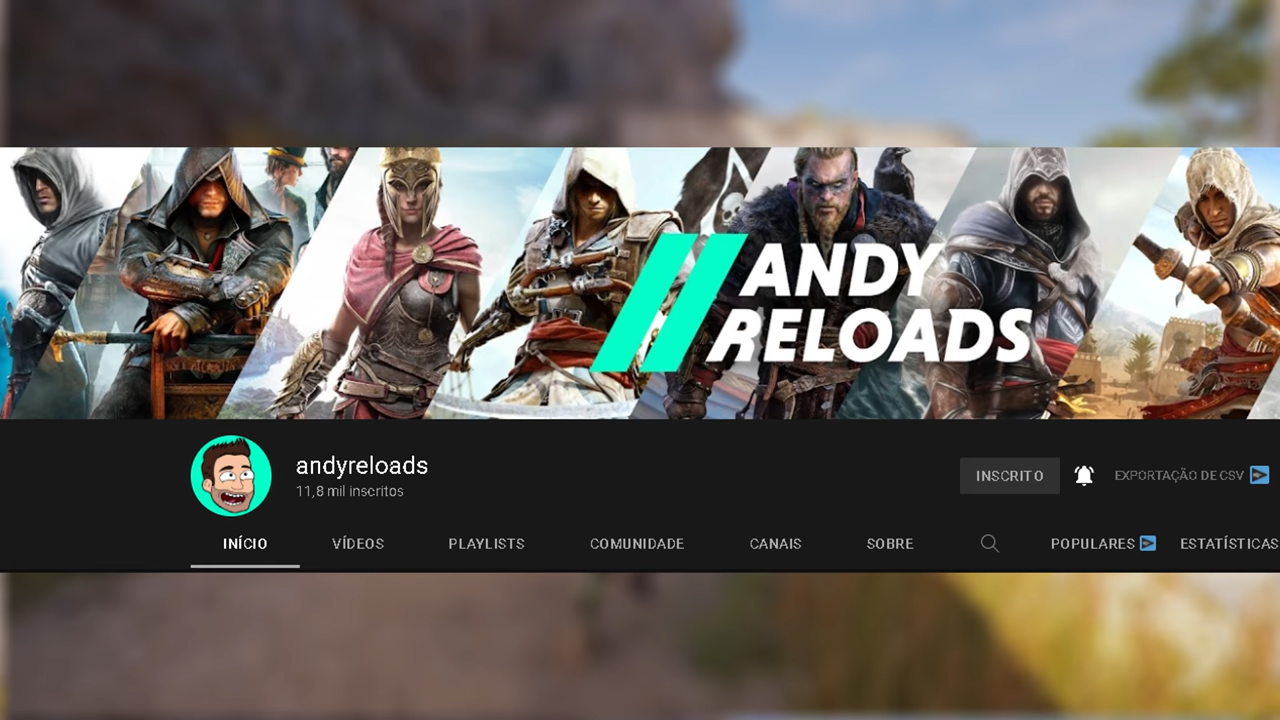 ANDY
RELOADS
andyreloads
11,8 mil inscritos
INSCRITO
EXPORTAÇÃO DE CSV
INÍCIO
VÍDEOS
PLAYLISTS
COMUNIDADE
CANAIS
SOBRE
POPULARES
ESTATÍSTICAS